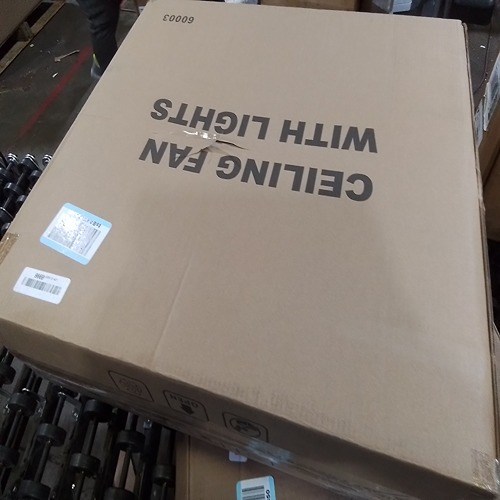 CEILING FAN
WITH LIGHTS
60003